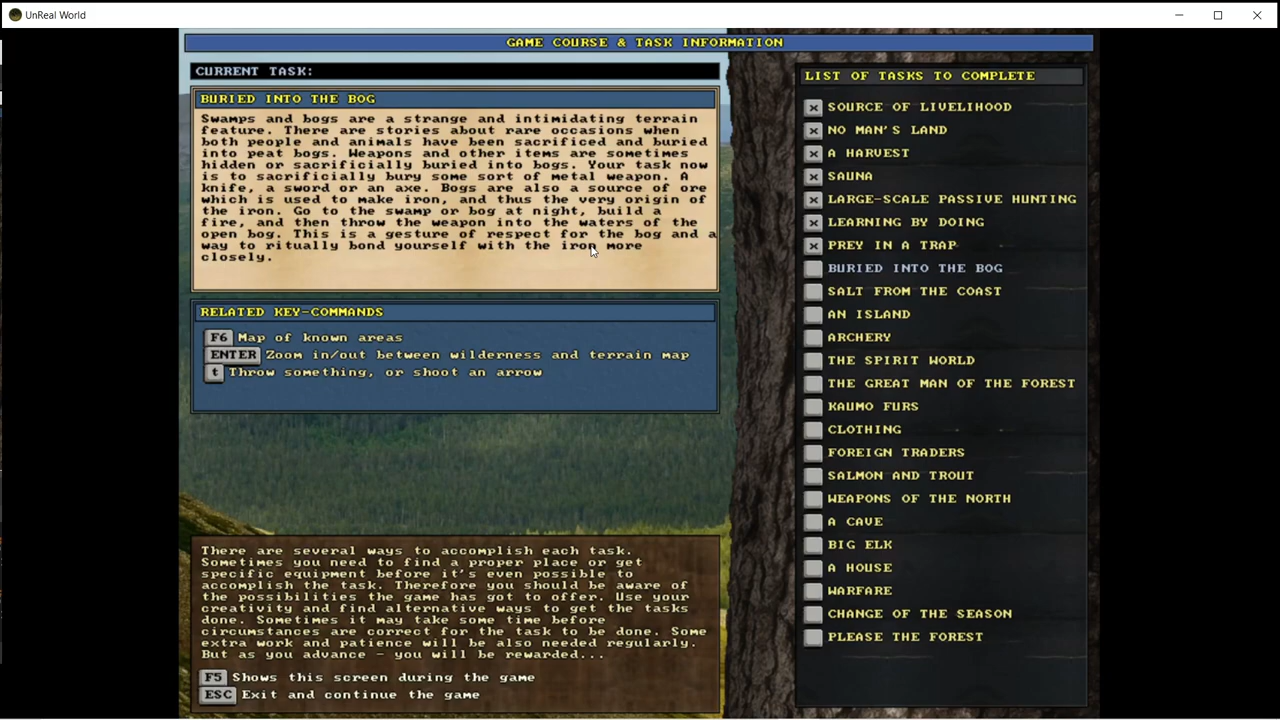 UnReal World
GAME COURSE & TASK INFORMATION
CURRENT TASK:
BURIED INTO THE BOG
Swamps and bogs are a strange and intimidating terrain
feature. There are stories about rare occasions when
both people and animals have been sacrificed and buried
into peat bogs. Weapons and other items are sometimes
hidden or sacrificially buried into bogs. Your task now
is to sacrificially bury some sort of metal weapon. A
knife, a sword or an axe. Bogs are also a source of ore
which is used to make iron, and thus the very origin of
the iron. Go to the swamp or bog at night, build a
fire, and then throw the weapon into the waters of the
open bog. This is a gesture of respect for the bog and a
way to ritually bond yourself with the iron more
closely.
RELATED KEY-COMMANDS
F6 Map of known areas
ENTER Zoom in/out between wilderness and terrain map
t Throw something, or shoot an arrow
There are several ways to accomplish each task.
Sometimes you need to find a proper place or get
specific equipment before it's even possible to
accomplish the task. Therefore you should be aware of
the possibilities the game has got to offer. Use your
creativity and find alternative ways to get the tasks
done. Sometimes it may take some time before
circumstances are correct for the task to be done. Some
extra work and patience will be also needed regularly.
But as you advance - you will be rewarded...
F5 Shows this screen during the game
ESC Exit and continue the game
LIST OF TASKS TO COMPLETE
SOURCE OF LIVELIHOOD
NO MAN'S LAND
A HARVEST
SAUNA
LARGE-SCALE PASSIVE HUNTING
LEARNING BY DOING
PREY IN A TRAP
BURIED INTO THE BOG
SALT FROM THE COAST
AN ISLAND
ARCHERY
THE SPIRIT WORLD
THE GREAT MAN OF THE FOREST
KAUMO FURS
CLOTHING
FOREIGN TRADERS
SALMON AND TROUT
WEAPONS OF THE NORTH
A CAVE
BIG ELK
A HOUSE
WARFARE
CHANGE OF THE SEASON
PLEASE THE FOREST